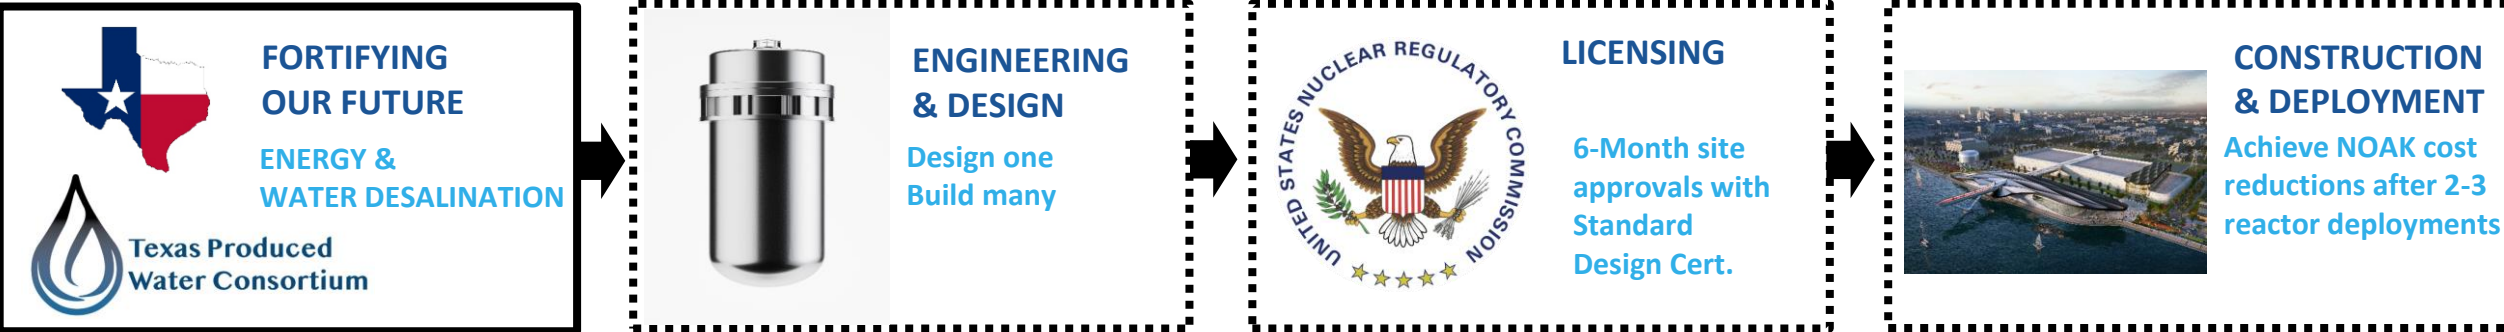 FORTIFYING
OUR FUTURE
ENERGY &
WATER DESALINATION
Texas Produced
Water Consortium
ENGINEERING
& DESIGN
Design one
Build many
UNITED STATES NUCLEAR REGULATORY COMMISSION
LICENSING
6-Month site
approvals with
Standard
Design Cert.
CONSTRUCTION
& DEPLOYMENT
Achieve NOAK cost
reductions after 2-3
reactor deployments